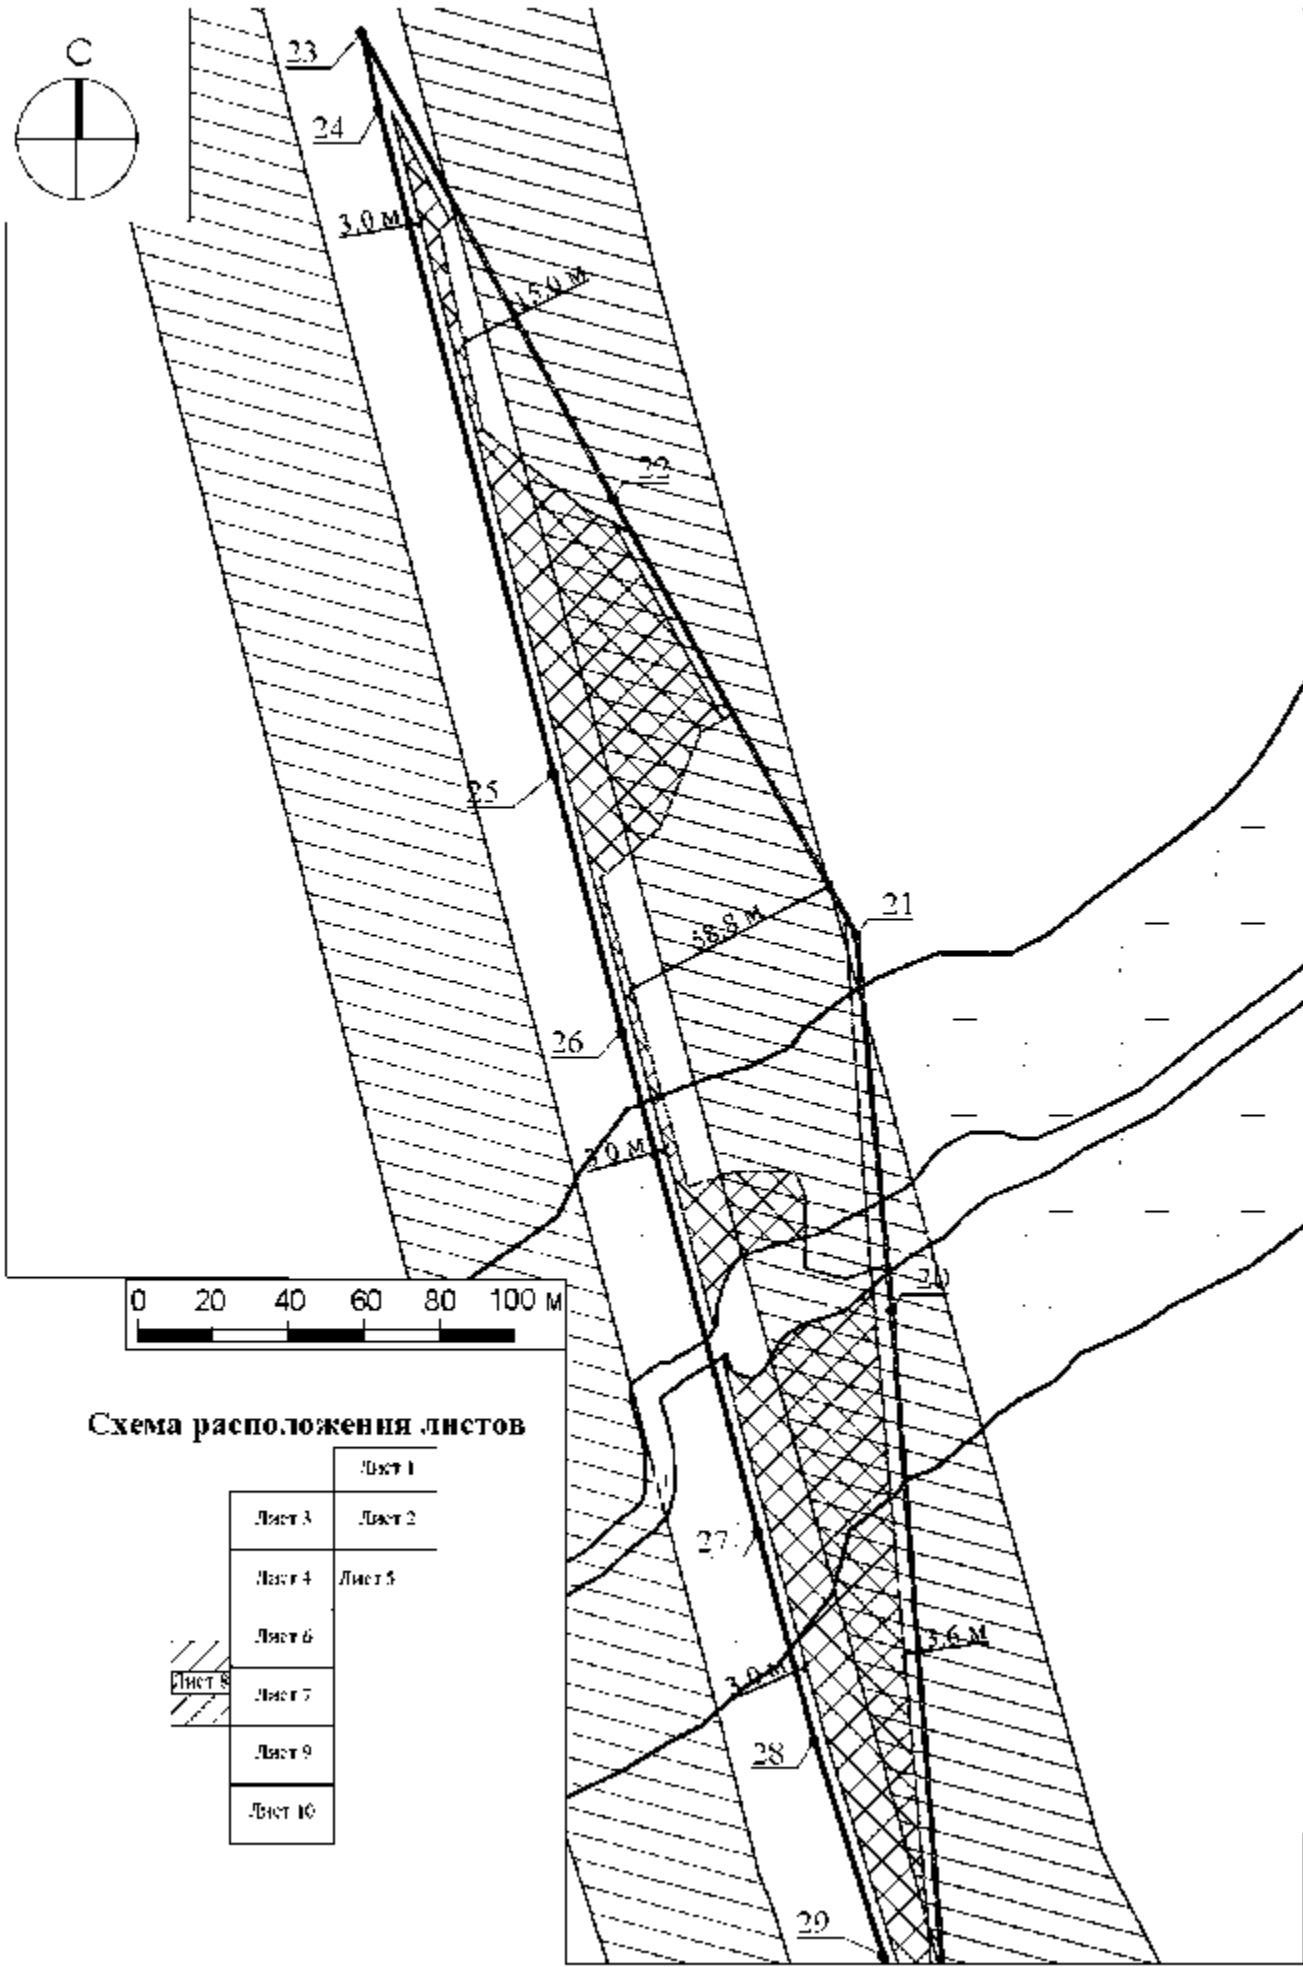 С
23
24
3,0 м
15,0 м
22
25
21
58,8 м
26
3,0 м
20
0 20 40 60 80 100 м
Схема расположения листов
Лист 1
Лист 3 Лист 2
Лист 4 Лист 5
Лист 6
Лист 8 Лист 7
Лист 9
Лист 10
27
3,6 м
3,0 м
28
29